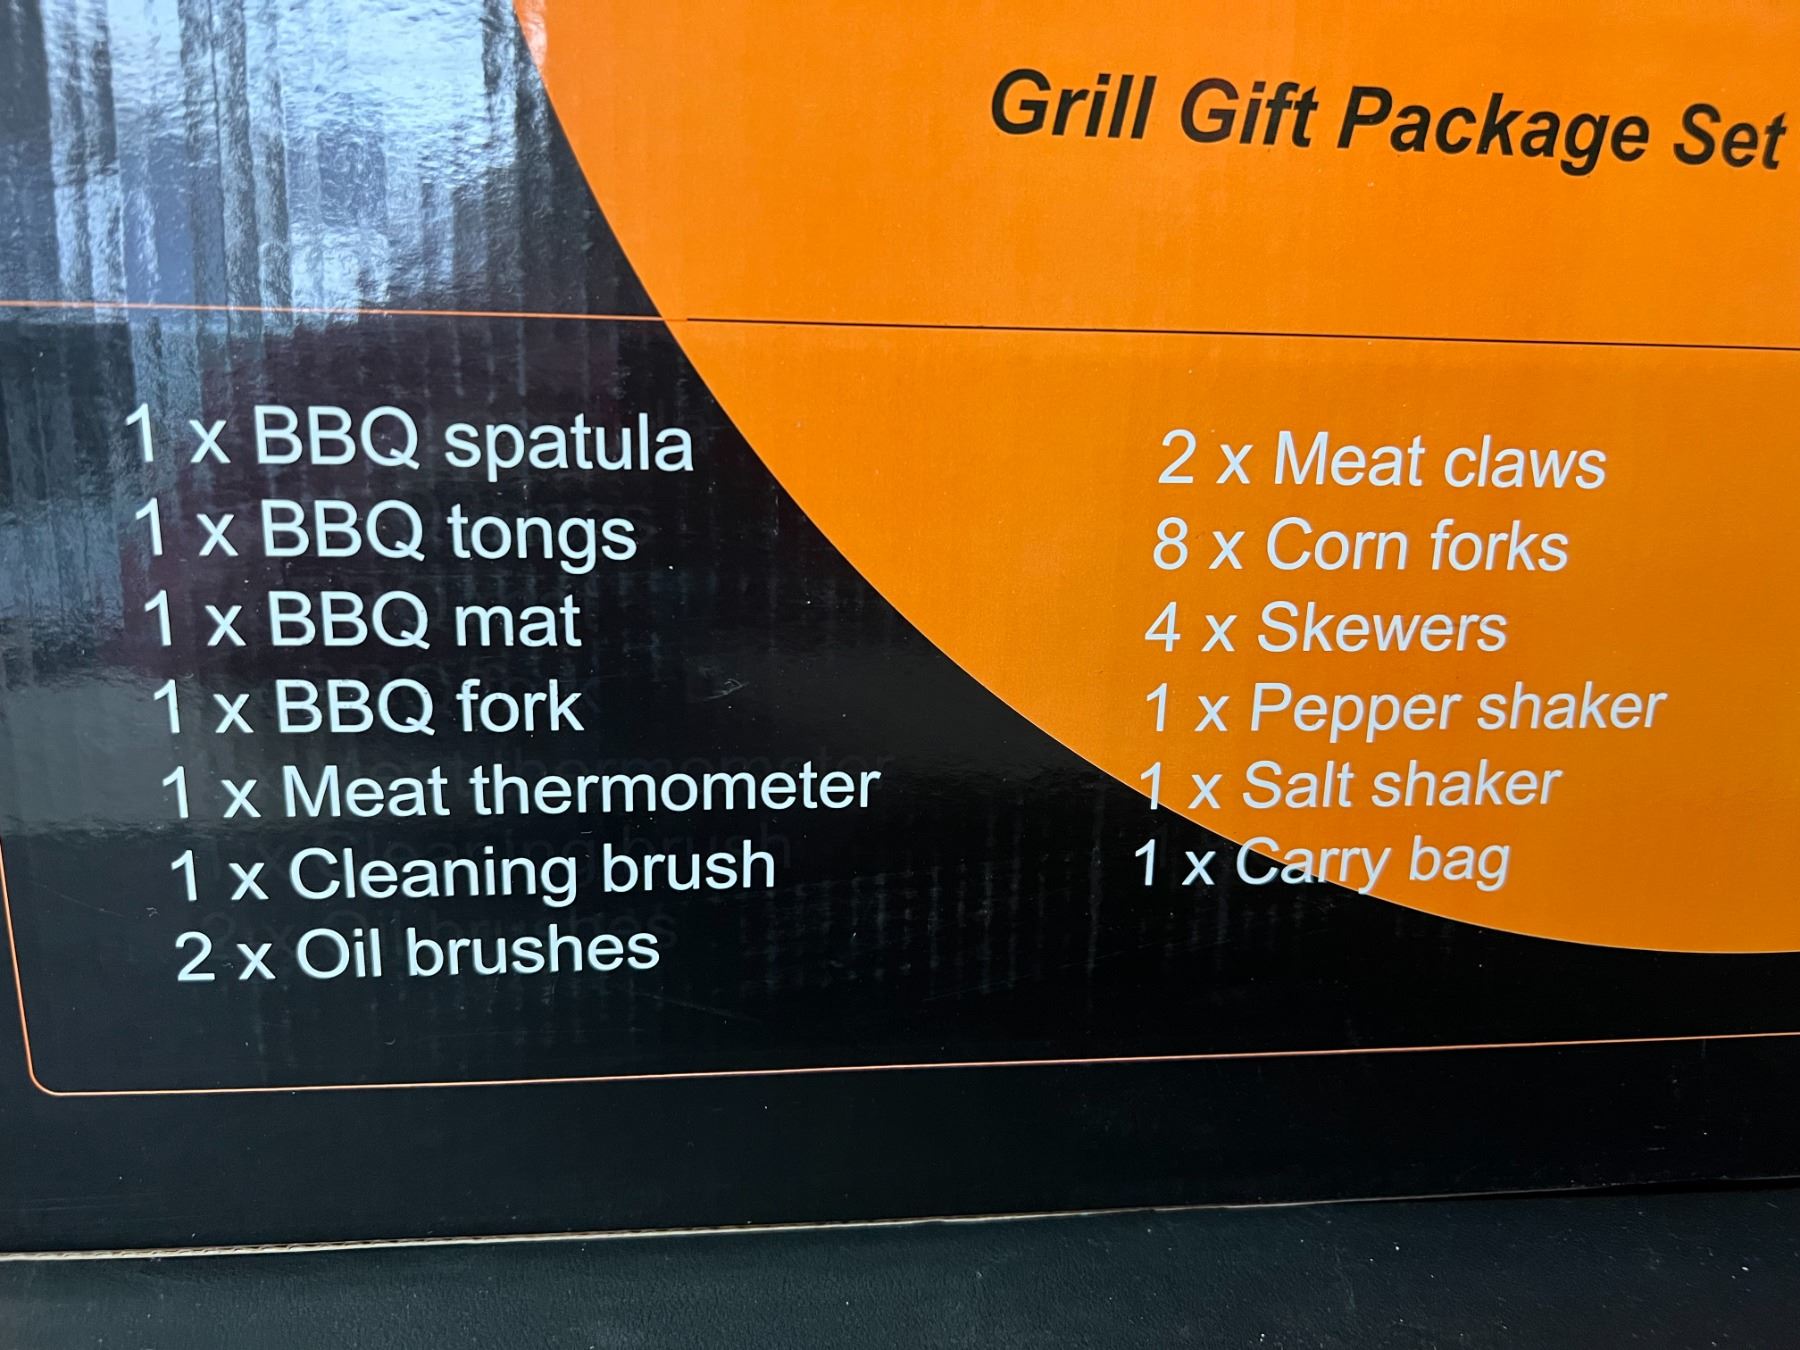 Grill Gift Package Set
1 x BBQ spatula
1 x BBQ tongs
1 x BBQ mat
1 x BBQ fork
1 x Meat thermometer
1 x Cleaning brush
2 x Oil brushes
2 x Meat claws
8 x Corn forks
4 x Skewers
1 x Pepper shaker
1 x Salt shaker
1 x Carry bag